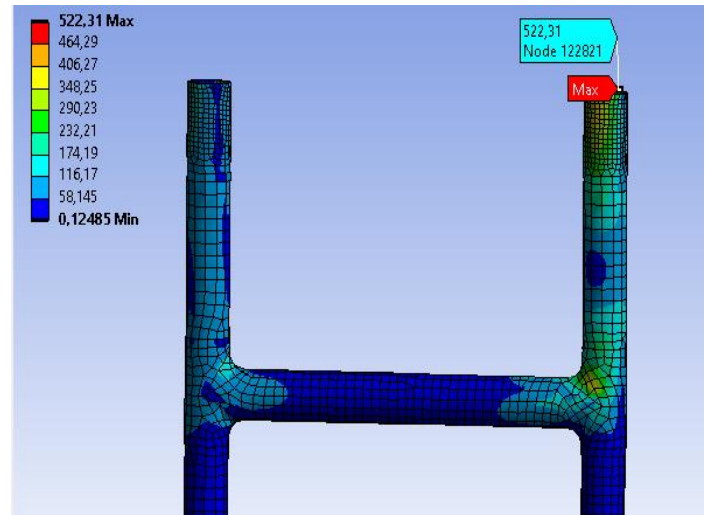 522,31 Max
464,29
406,27
348,25
290,23
232,21
174,19
116,17
58,145
0,12485 Min
522,31
Node 122821
Max